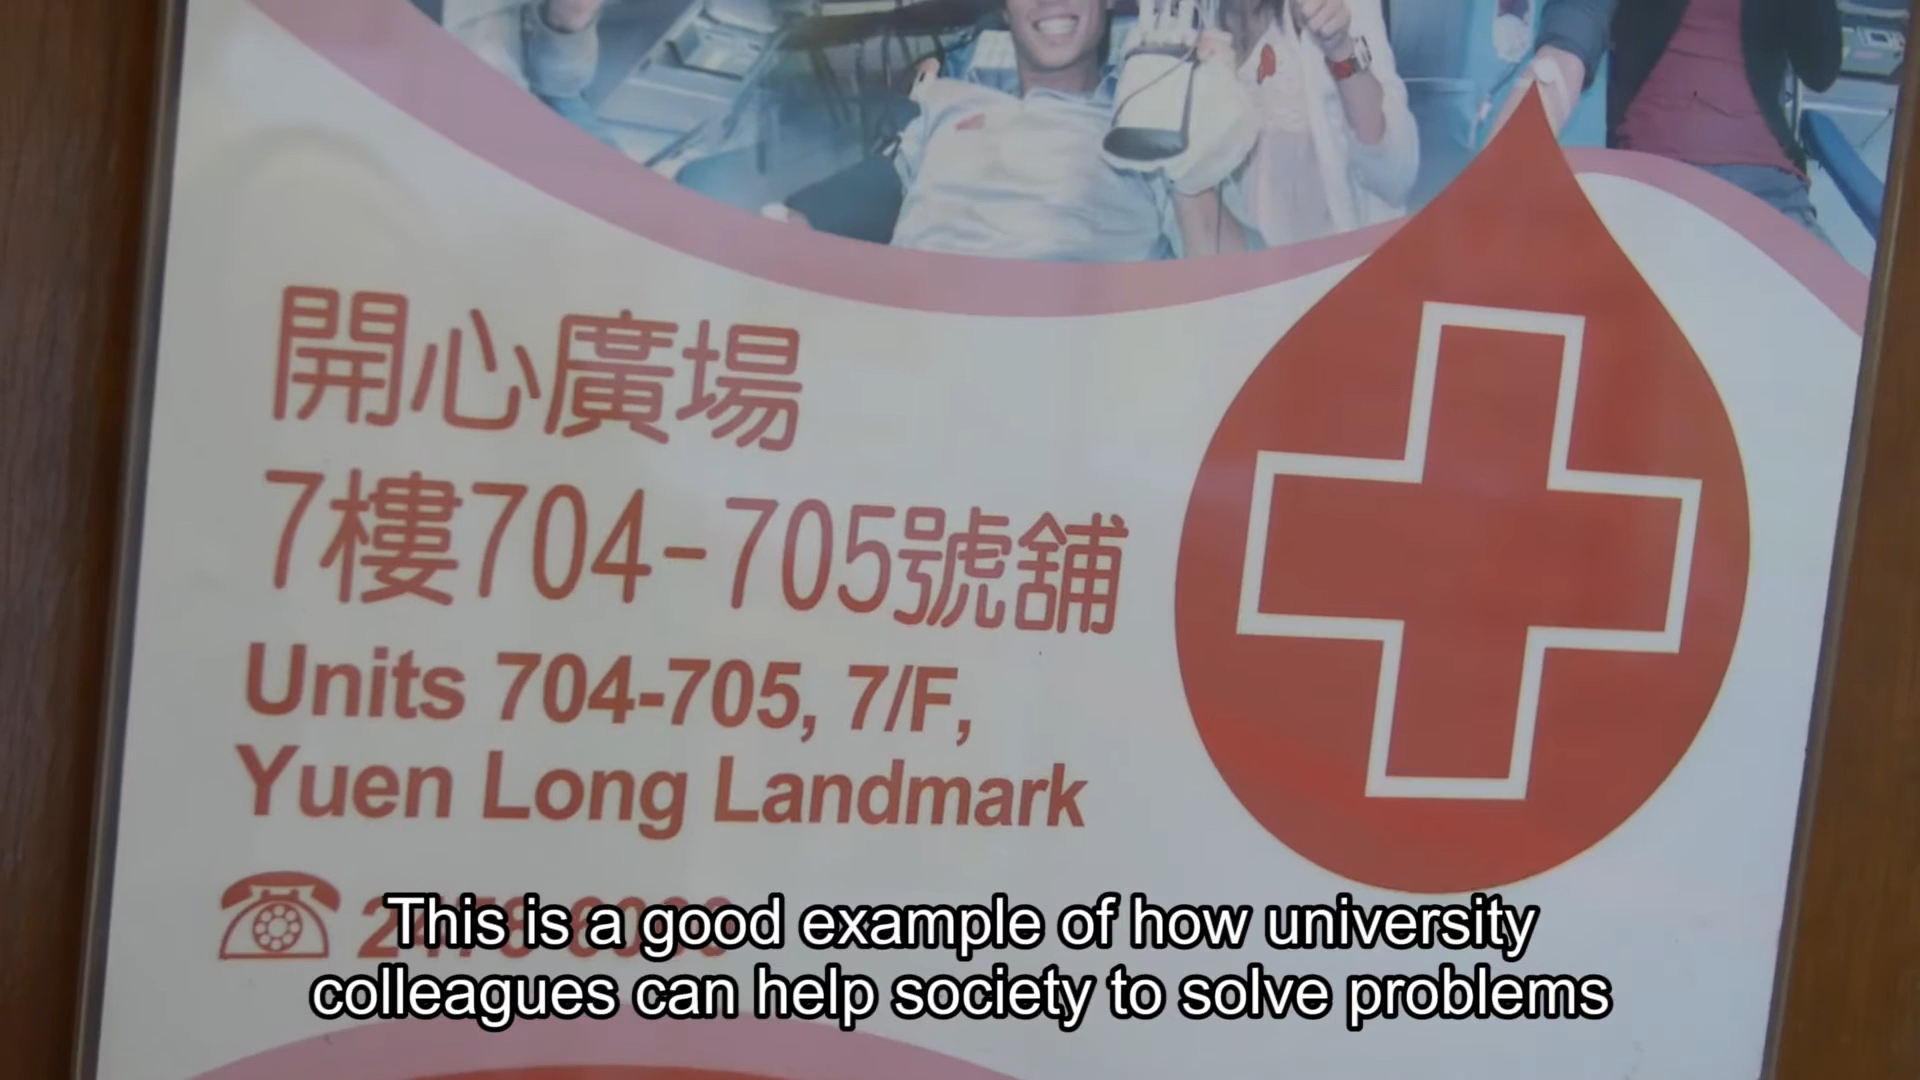 開心廣場
7樓704-705號舖
Units 704-705, 7/F,
Yuen Long Landmark
This is a good example of how university
colleagues can help society to solve problems